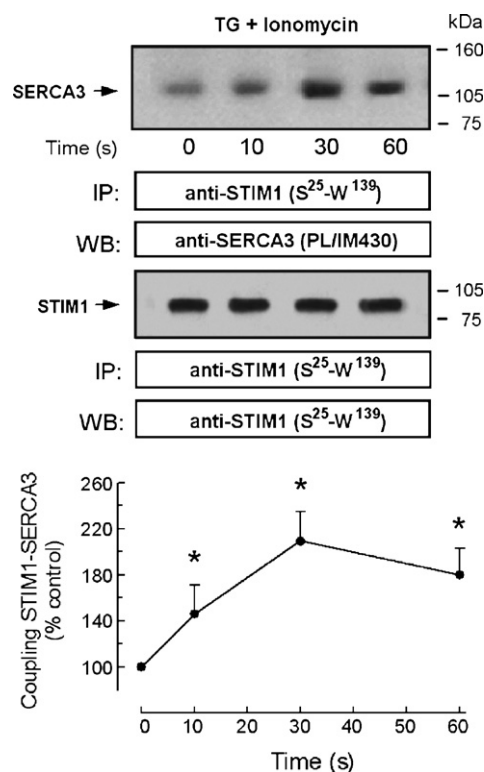 TG + Ionomycin kDa
160
SERCA3 105
75
Time (s) 0 10 30 60
IP: anti-STIM1 (S25-W139)
WB: anti-SERCA3 (PL/IM430)
105
STIM1 75
IP: anti-STIM1 (S25-W139)
WB: anti-STIM1 (S25-W139)
Coupling STIM1-SERCA3
(% control)
260
220
180
140
100
* * *
0 10 20 30 40 50 60
Time (s)